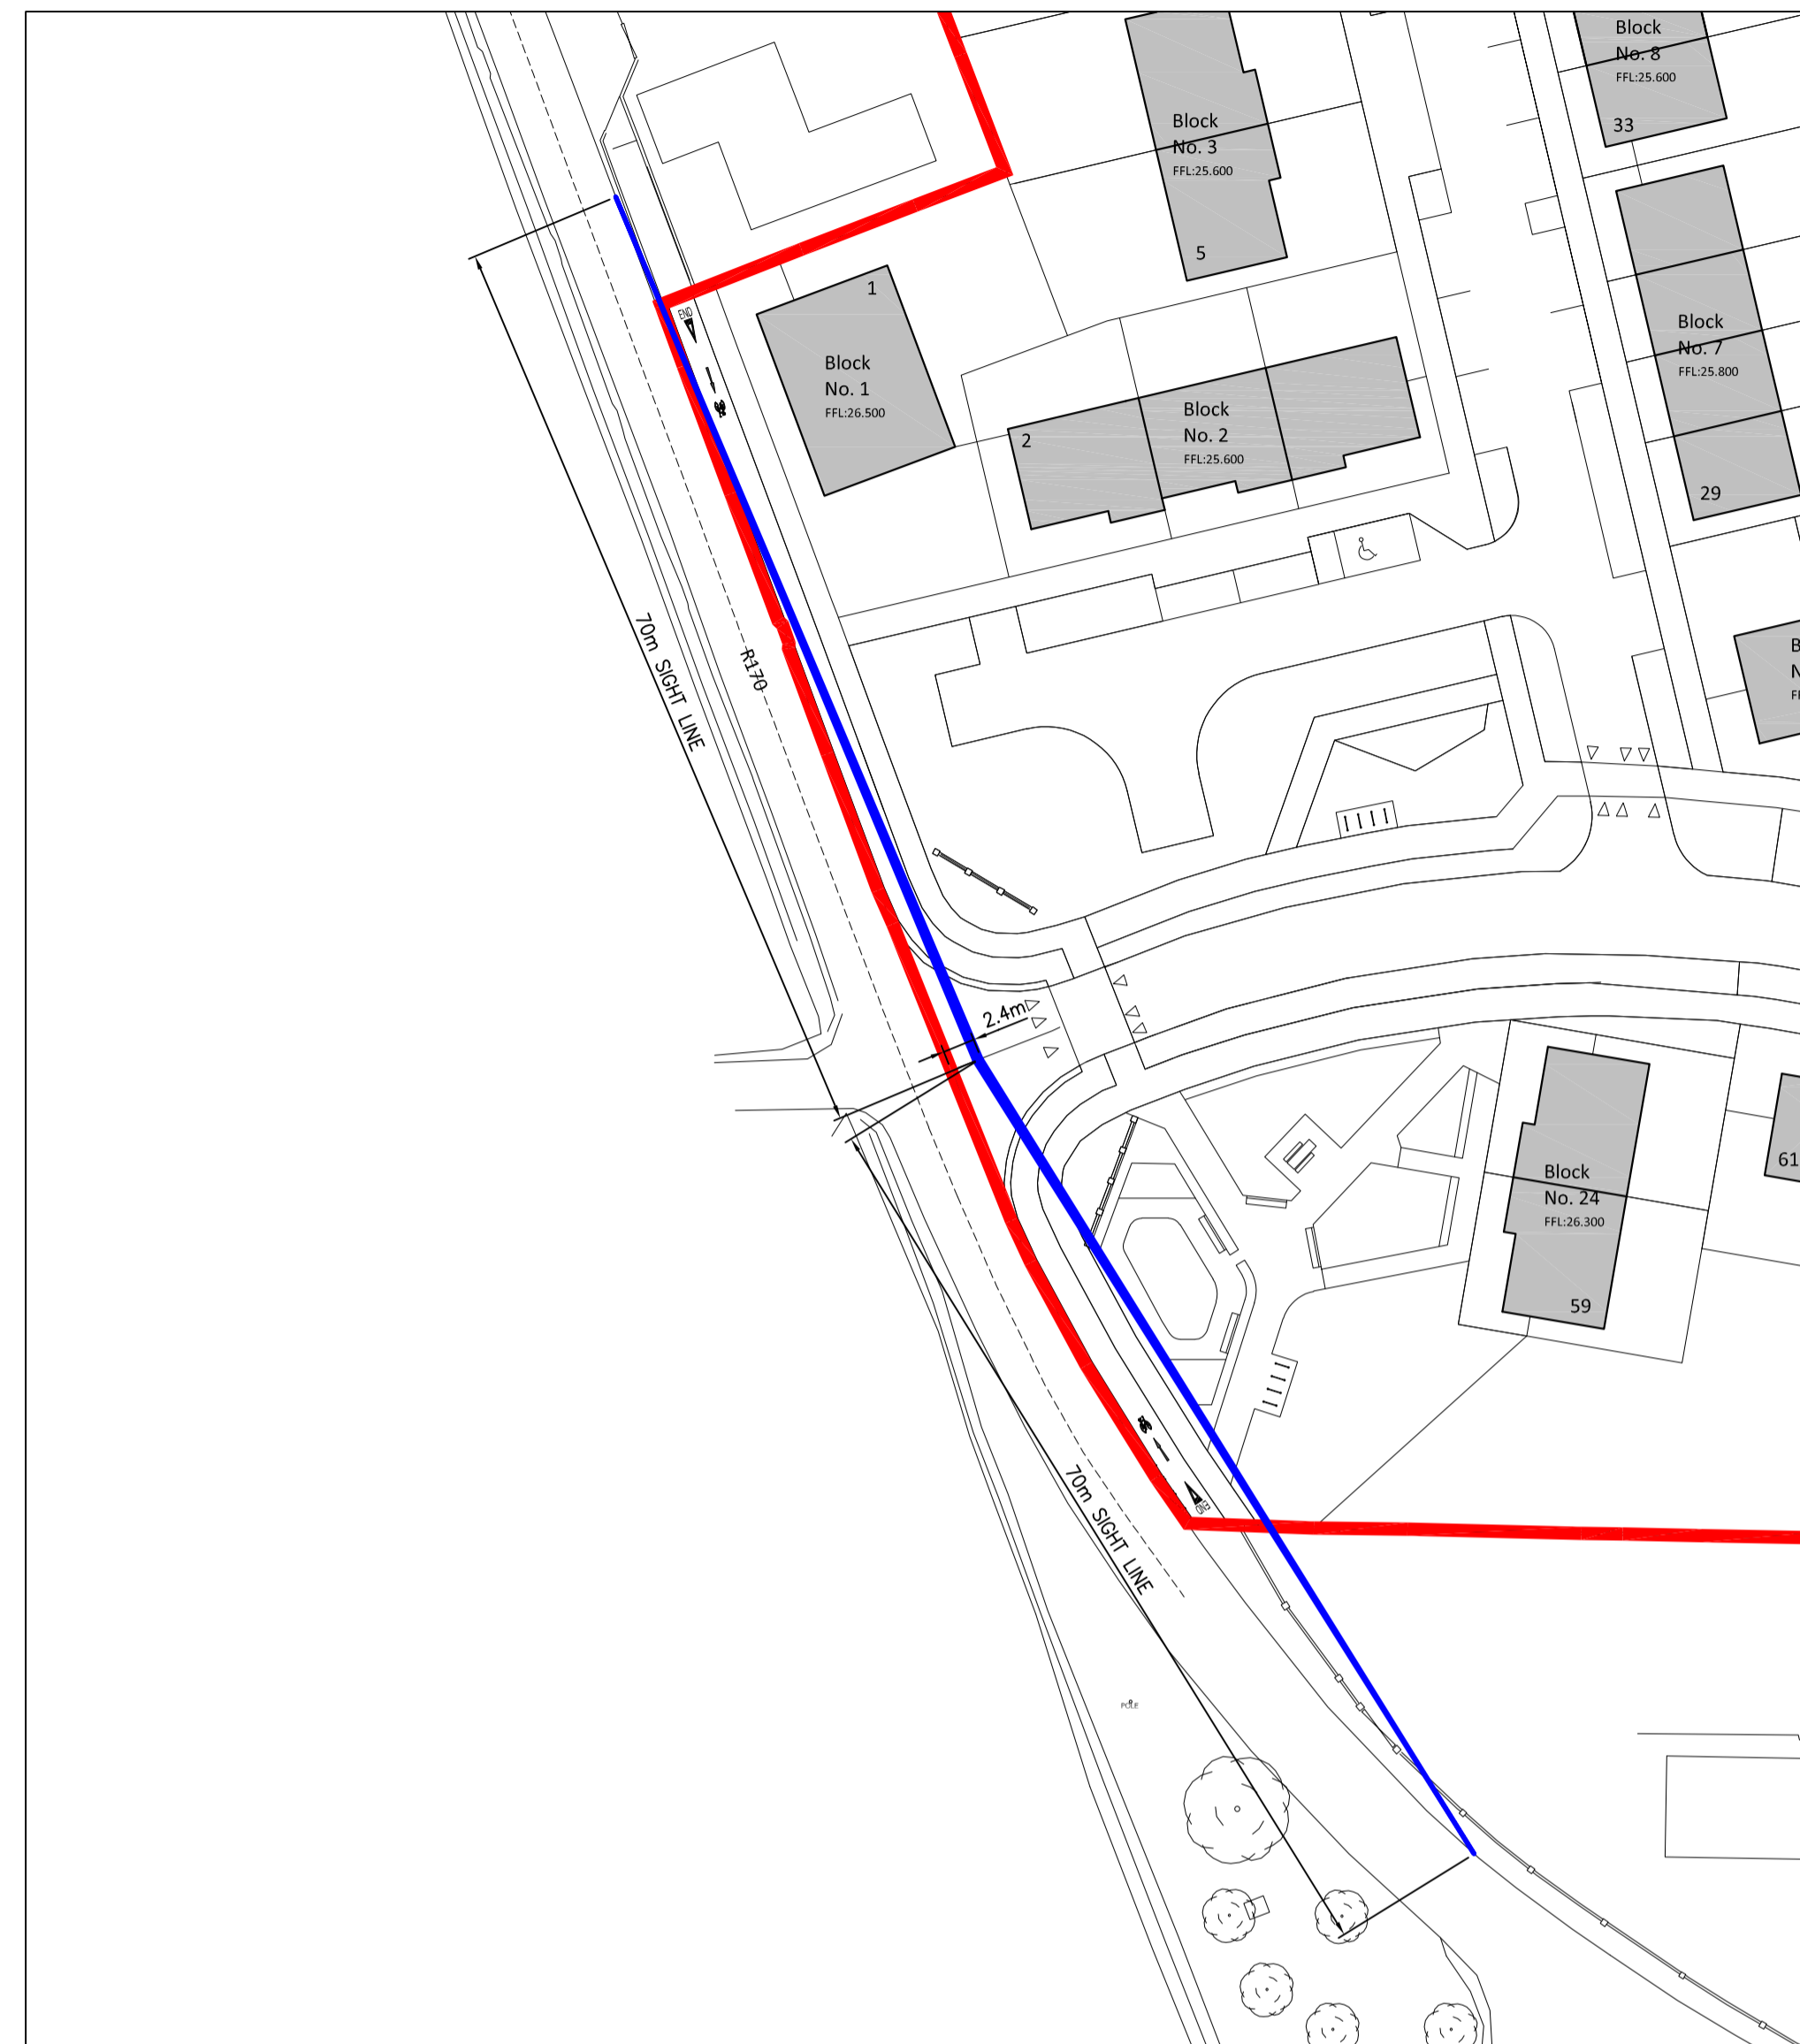 Block
No. 8
FFL:25.600
33
Block
No. 3
FFL:25.600
5
1
Block
No. 1
FFL:26.500
END
Block
No. 7
FFL:25.800
29
2
Block
No. 2
FFL:25.600
70m SIGHT LINE
R170
2.4m
Block
No. 24
FFL:26.300
59
61
END
70m SIGHT LINE
POLE